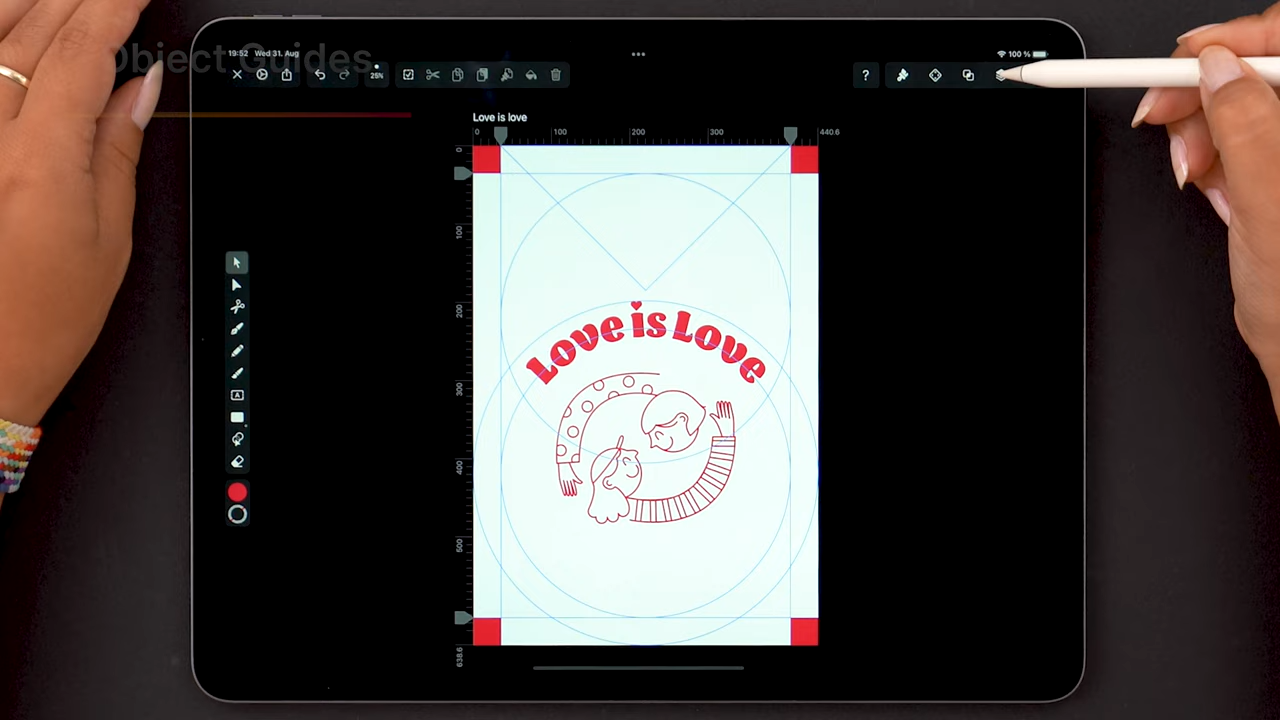 Object Guides
19:52 Wed 31. Aug
100 %
25%
?
A
Love is love
0 100 200 300 440.6
0
100
200
300
400
500
638.6
Love is Love